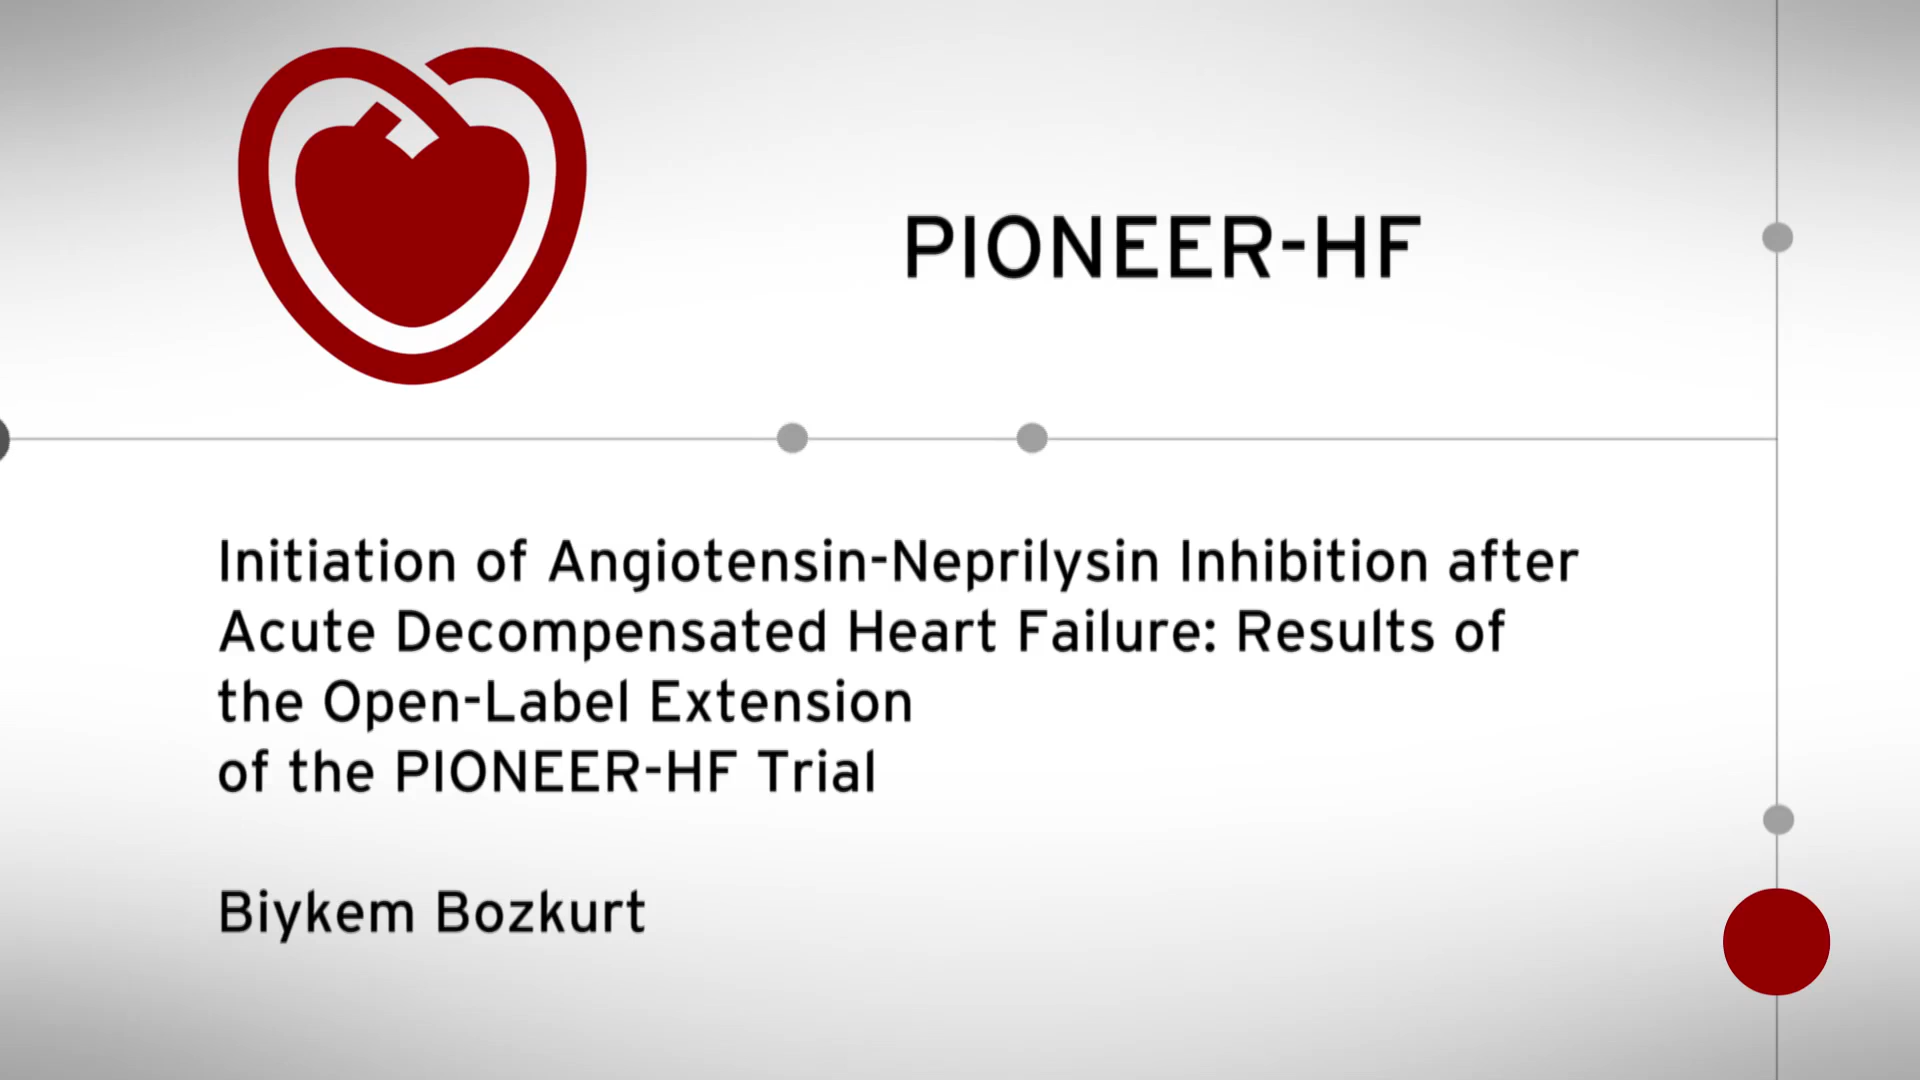 PIONEER-HF
Initiation of Angiotensin-Neprilysin Inhibition after
Acute Decompensated Heart Failure: Results of
the Open-Label Extension
of the PIONEER-HF Trial
Biykem Bozkurt